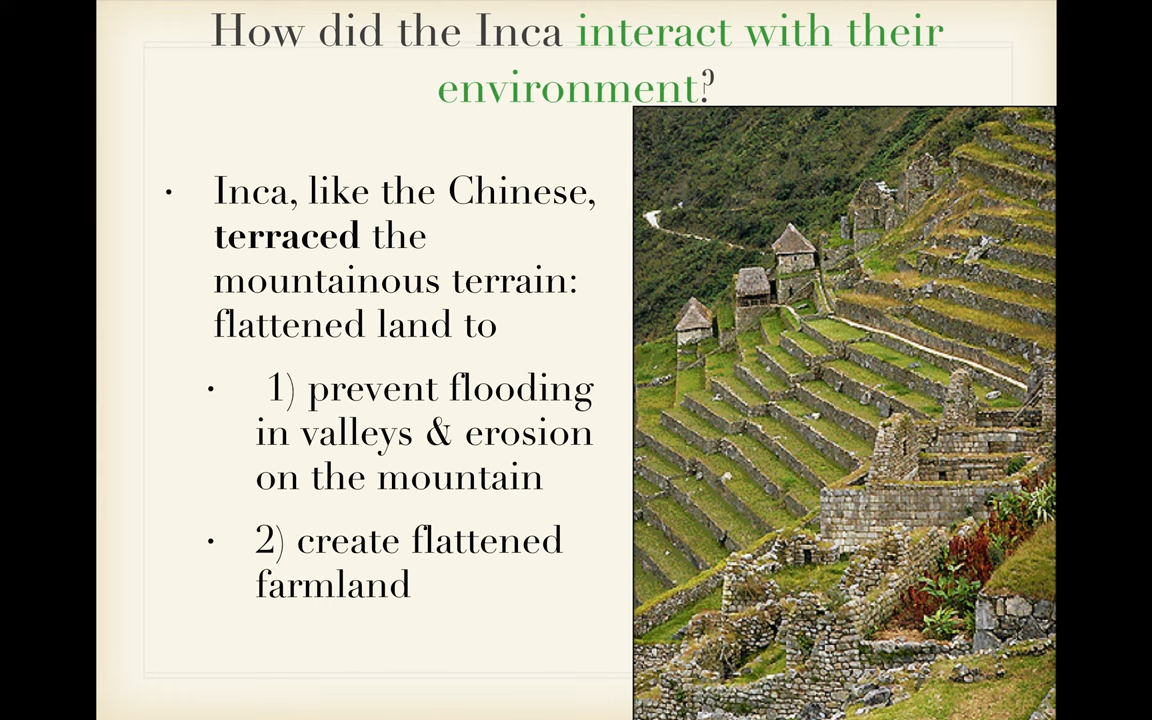 How did the Inca interact with their
environment?
• Inca, like the Chinese,
terraced the
mountainous terrain:
flattened land to
• 1) prevent flooding
in valleys & erosion
on the mountain
• 2) create flattened
farmland